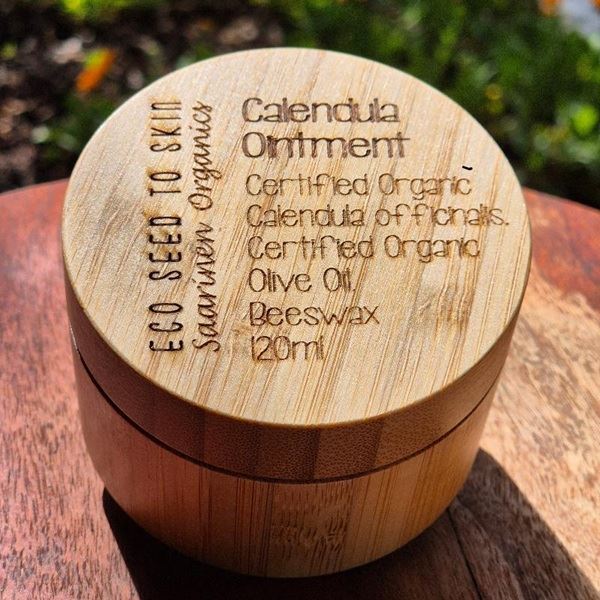 ECO SEED TO SKIN
Saarinen Organics
Calendula
Ointment
Certified Organic
Calendula officinalis.
Certified Organic
Olive Oil.
Beeswax
120ml